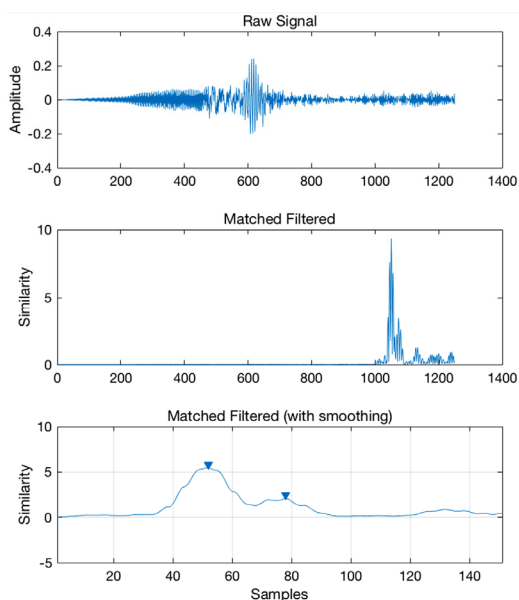 Raw Signal
0.4
0.2
0
-0.2
-0.4
Amplitude
0 200 400 600 800 1000 1200 1400
Matched Filtered
10
5
0
Similarity
0 200 400 600 800 1000 1200 1400
Matched Filtered (with smoothing)
10
5
0
-5
Similarity
20 40 60 80 100 120 140
Samples